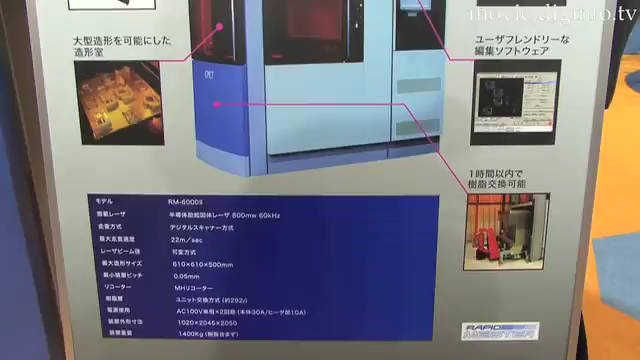 movie.diginfo.tv
大型造形を可能にした
造形室
ユーザフレンドリーな
編集ソフトウェア
CMET
1時間以内で
樹脂交換可能
モデル RM-6000Ⅱ
搭載レーザ 半導体励起固体レーザ 800mw 60kHz
走査方式 デジタルスキャナー方式
最大走査速度 22m/sec
レーザビーム径 可変方式
最大造形サイズ 610×610×500mm
最小積層ピッチ 0.05mm
リコーター MHリコーター
樹脂層 ユニット交換方式 (約292ℓ)
電源使用 AC100V単相×2回路 (本体30A/ヒータ部10A)
装置外形寸法 1020×2045×2050
装置重量 1400Kg (樹脂含まず)
RAPID
MEISTER